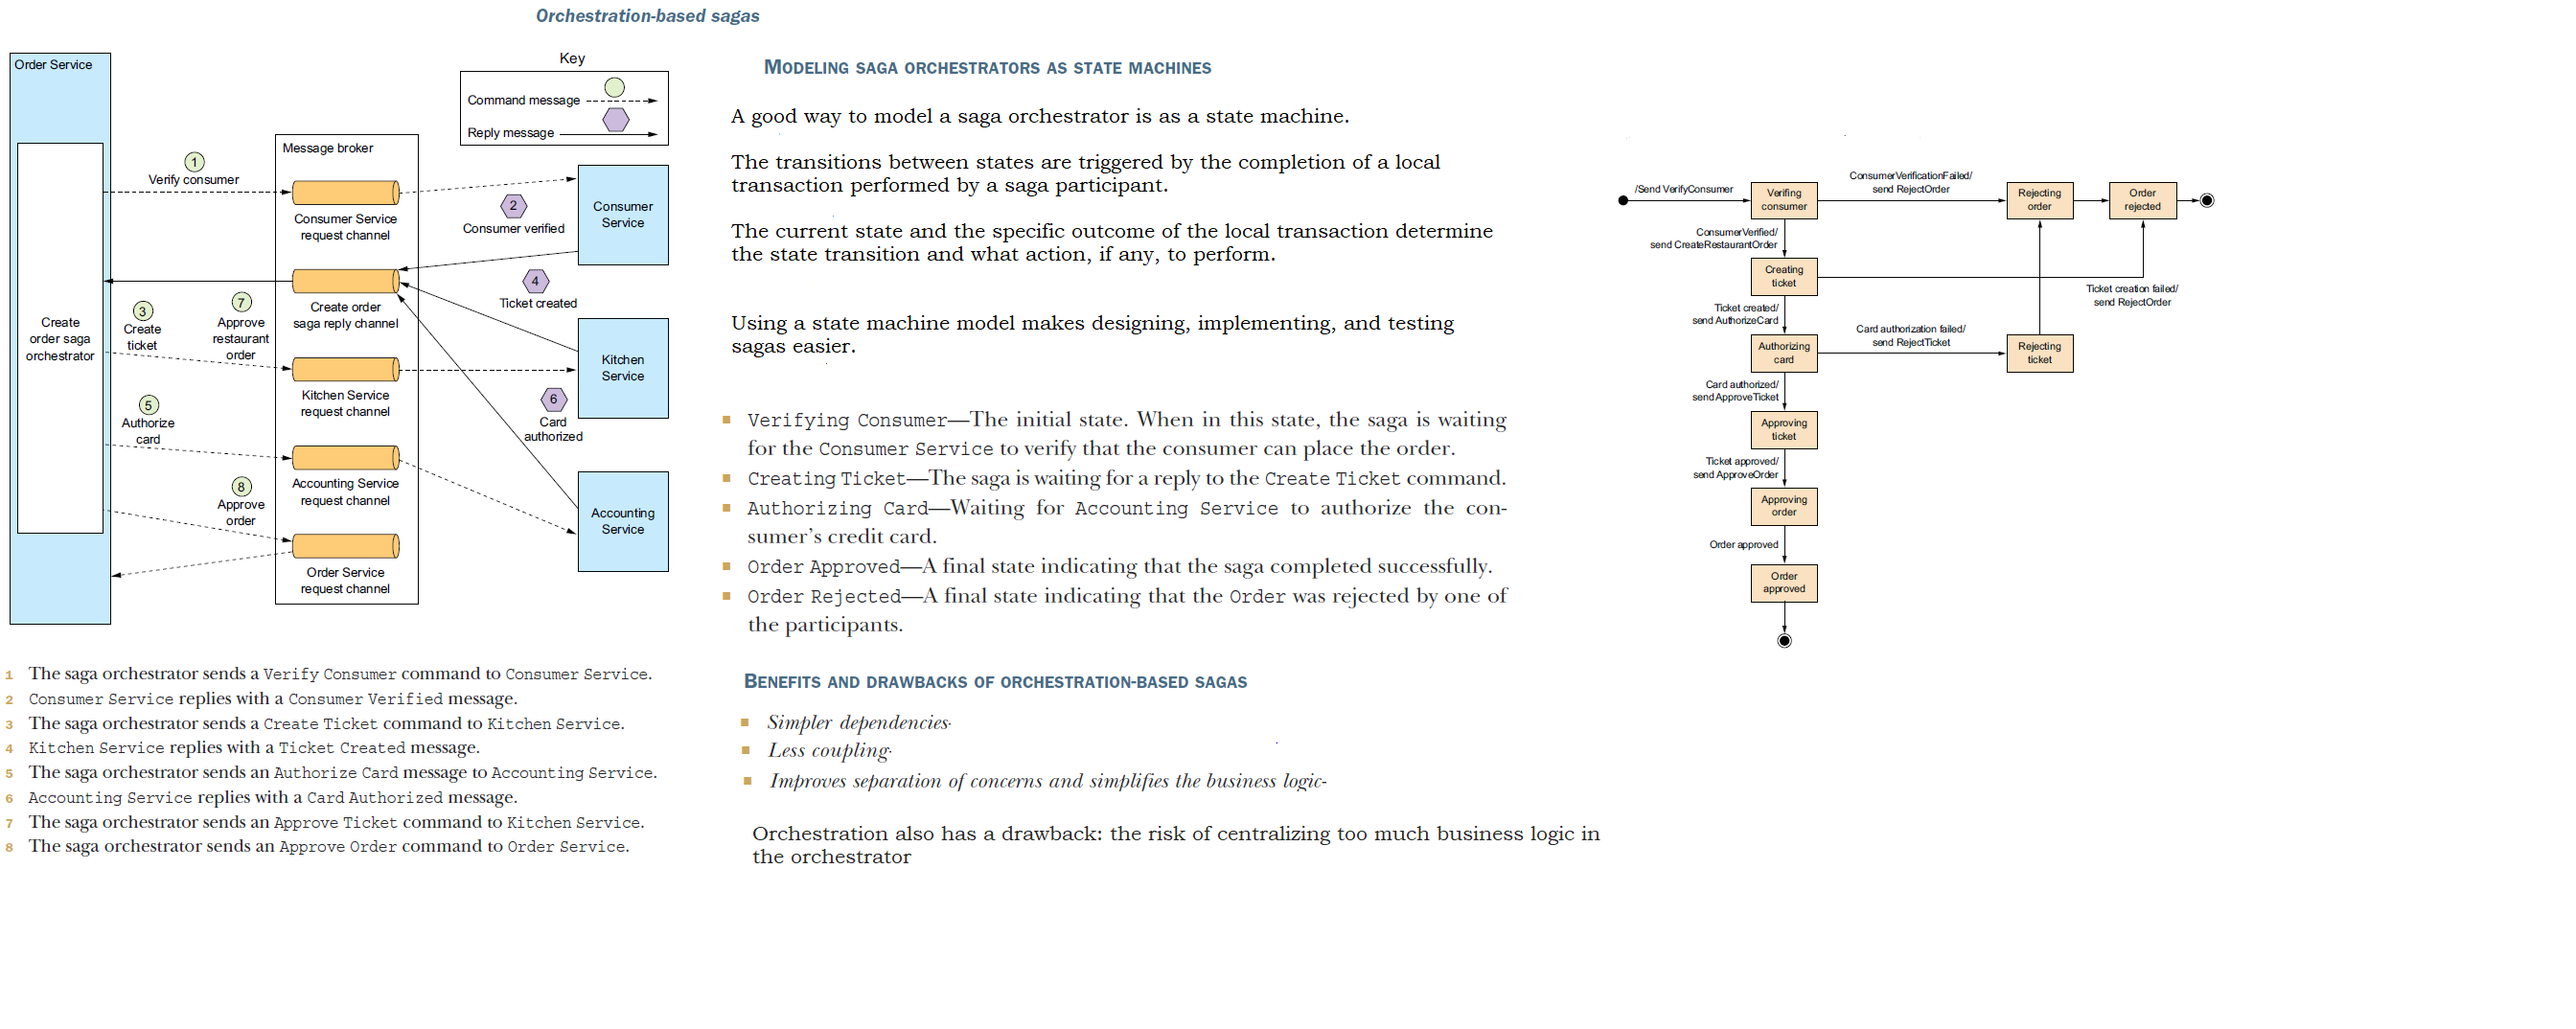 Orchestration-based sagas
Order Service
Create
order saga
orchestrator
Key
Command message
Reply message
Message broker
1
Verify consumer
Consumer Service
request channel
2
Consumer verified
Consumer
Service
4
Ticket created
Create order
saga reply channel
3
Create
ticket
7
Approve
restaurant
order
Kitchen
Service
Kitchen Service
request channel
5
Authorize
card
6
Card
authorized
Accounting Service
request channel
8
Approve
order
Accounting
Service
Order Service
request channel
1 The saga orchestrator sends a Verify Consumer command to Consumer Service.
2 Consumer Service replies with a Consumer Verified message.
3 The saga orchestrator sends a Create Ticket command to Kitchen Service.
4 Kitchen Service replies with a Ticket Created message.
5 The saga orchestrator sends an Authorize Card message to Accounting Service.
6 Accounting Service replies with a Card Authorized message.
7 The saga orchestrator sends an Approve Ticket command to Kitchen Service.
8 The saga orchestrator sends an Approve Order command to Order Service.
MODELING SAGA ORCHESTRATORS AS STATE MACHINES
A good way to model a saga orchestrator is as a state machine.
The transitions between states are triggered by the completion of a local
transaction performed by a saga participant.
The current state and the specific outcome of the local transaction determine
the state transition and what action, if any, to perform.
Using a state machine model makes designing, implementing, and testing
sagas easier.
Verifying Consumer—The initial state. When in this state, the saga is waiting
for the Consumer Service to verify that the consumer can place the order.
Creating Ticket—The saga is waiting for a reply to the Create Ticket command.
Authorizing Card—Waiting for Accounting Service to authorize the con-
sumer's credit card.
Order Approved—A final state indicating that the saga completed successfully.
Order Rejected—A final state indicating that the Order was rejected by one of
the participants.
BENEFITS AND DRAWBACKS OF ORCHESTRATION-BASED SAGAS
Simpler dependencies
Less coupling
Improves separation of concerns and simplifies the business logic
Orchestration also has a drawback: the risk of centralizing too much business logic in
the orchestrator
/Send VerifyConsumer
Verifing
consumer
ConsumerVerificationFailed/
send RejectOrder
Rejecting
order
Order
rejected
ConsumerVerified/
send CreateRestaurantOrder
Creating
ticket
Ticket creation failed/
send RejectOrder
Ticket created/
send AuthorizeCard
Authorizing
card
Card authorization failed/
send RejectTicket
Rejecting
ticket
Card authorized/
sendApproveTicket
Approving
ticket
Ticket approved/
send ApproveOrder
Approving
order
Order approved
Order
approved